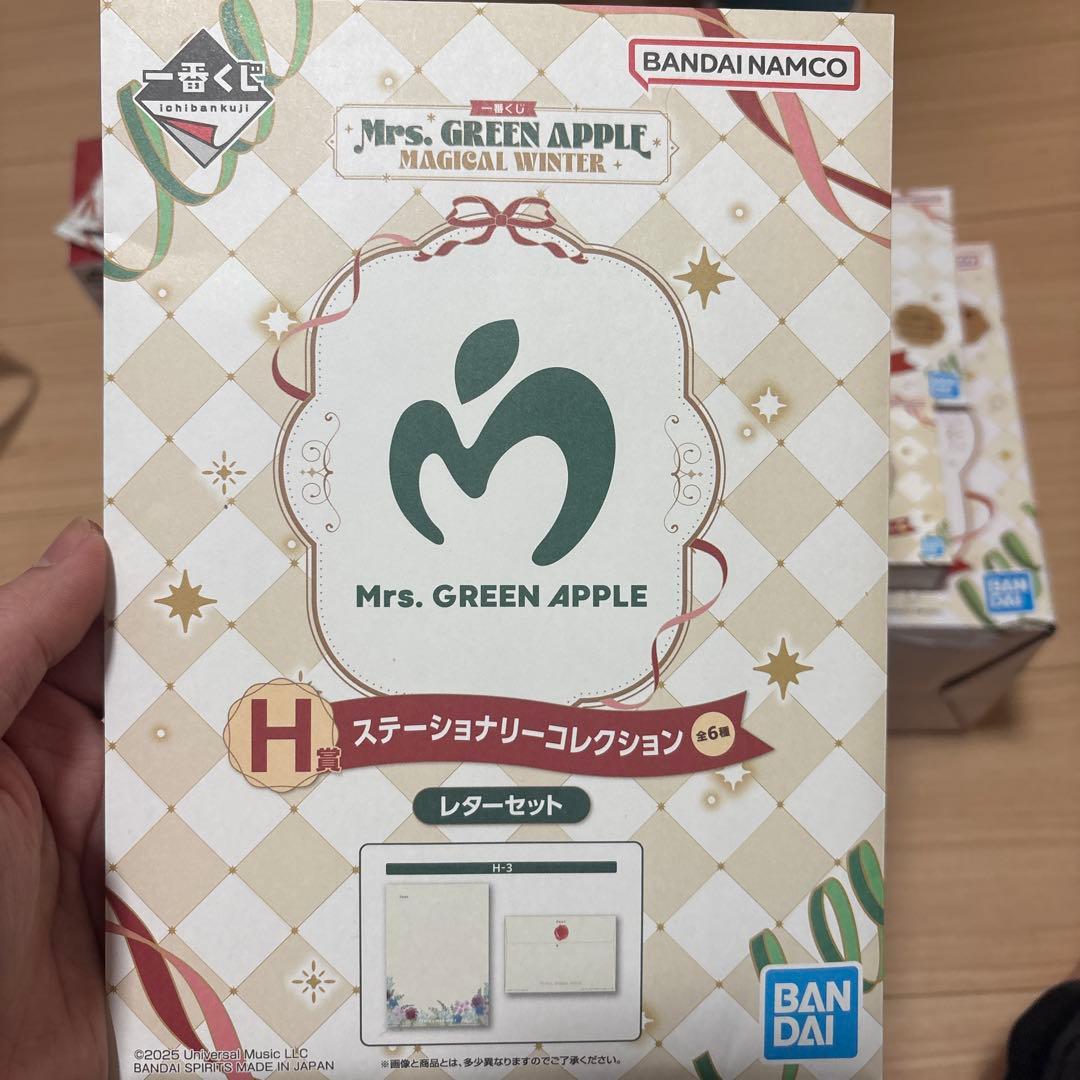 一番くじ
ichibankuji
BANDAI NAMCO
一番くじ
Mrs. GREEN APPLE
MAGICAL WINTER
Mrs. GREEN APPLE
H賞
ステーショナリーコレクション
全6種
レターセット
H-3
BAN
DAI
BAN
DAI
©2025 Universal Music LLC
BANDAI SPIRITS MADE IN JAPAN
※画像と商品とは、多少異なりますのでご了承ください。